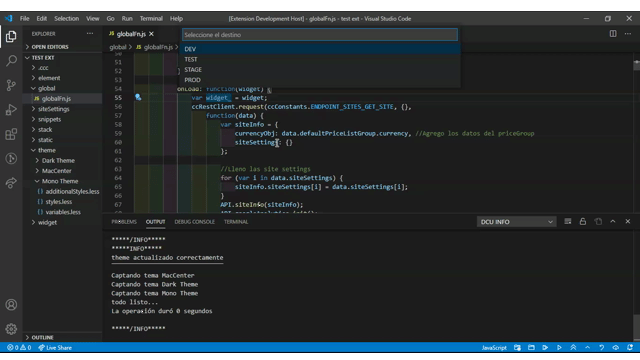 File Edit Selection View Go Run Terminal Help
[Extension Development Host] - globalFn.js - test ext - Visual Studio Code
EXPLORER
OPEN EDITORS
TEST EXT
.ccc
element
global
globalFn.js
siteSettings
snippets
stack
static
theme
Dark Theme
MacCenter
Mono Theme
additionalStyles.less
styles.less
variables.less
widget
OUTLINE
globalFn.js
global > globalFn.js >
Seleccione el destino
DEV
TEST
STAGE
PROD
51
52
53
54 onLoad: function(widget) {
55 var widget_ = widget;
56 ccRestClient.request(ccConstants.ENDPOINT_SITES_GET_SITE, {},
57 function(data) {
58 var siteInfo = {
59 currencyObj: data.defaultPriceListGroup.currency, //Agrego los datos del priceGroup
60 siteSettings: {}
61 };
62
63 //Lleno las site settings
64 for (var i in data.siteSettings) {
65 siteInfo.siteSettings[i] = data.siteSettings[i];
66 }
67 API.siteInfo(siteInfo);
PROBLEMS OUTPUT DEBUG CONSOLE TERMINAL
DCU INFO
*****/INFO*****
*****INFO*****
theme actualizado correctamente
Captando tema MacCenter
Captando tema Dark Theme
Captando tema Mono Theme
todo listo...
La operación duró 0 segundos
*****/INFO*****
0 0 Live Share
JavaScript